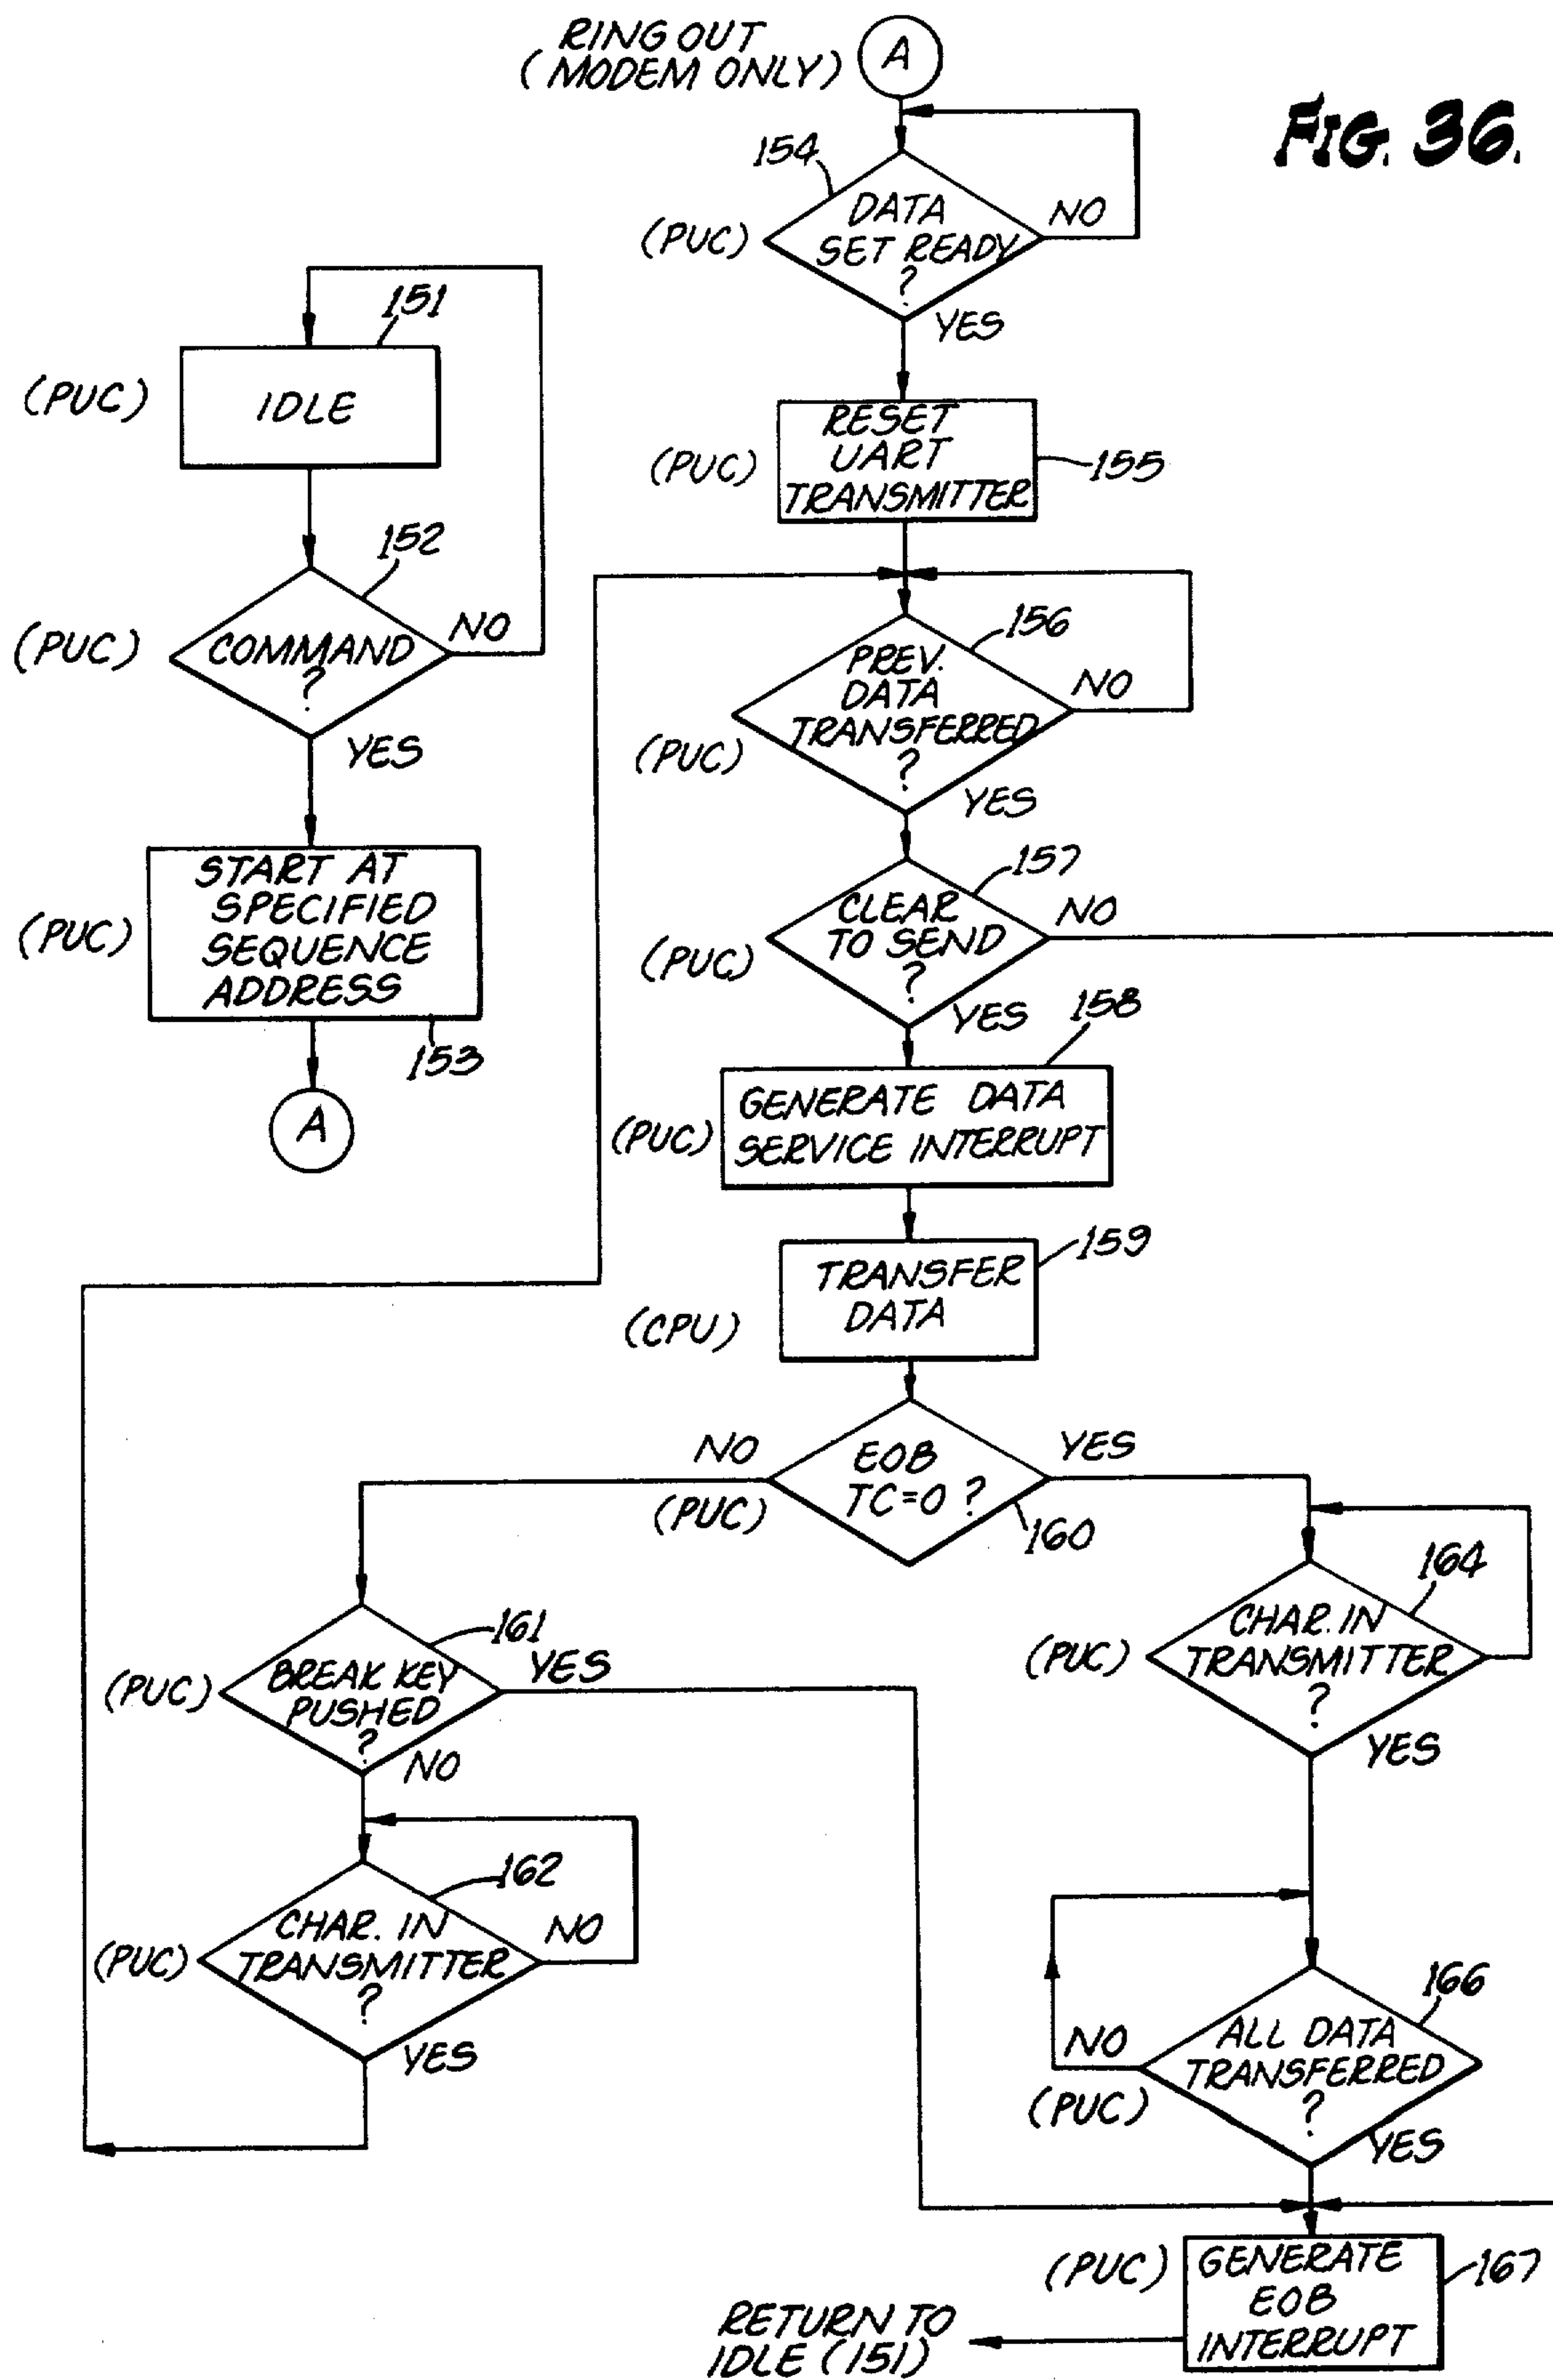 RING OUT
(MODEM ONLY)
A
FIG. 36.
154
(PUC)
DATA
SET READY
?
NO
YES
151
(PUC)
IDLE
RESET
UART
TRANSMITTER
(PUC)
155
152
(PUC)
COMMAND
?
NO
YES
156
PREV.
DATA
TRANSFERRED
?
NO
(PUC)
YES
START AT
SPECIFIED
SEQUENCE
ADDRESS
(PUC)
153
A
157
CLEAR
TO SEND
?
NO
(PUC)
YES
158
GENERATE DATA
SERVICE INTERRUPT
(PUC)
159
TRANSFER
DATA
(CPU)
NO
EOB
TC=0 ?
YES
(PUC)
160
161
(PUC)
BREAK KEY
PUSHED
?
YES
NO
164
(PUC)
CHAR. IN
TRANSMITTER
?
YES
162
(PUC)
CHAR. IN
TRANSMITTER
?
NO
YES
166
NO
ALL DATA
TRANSFERRED
?
(PUC)
YES
(PUC)
GENERATE
EOB
INTERRUPT
167
RETURN TO
IDLE (151)